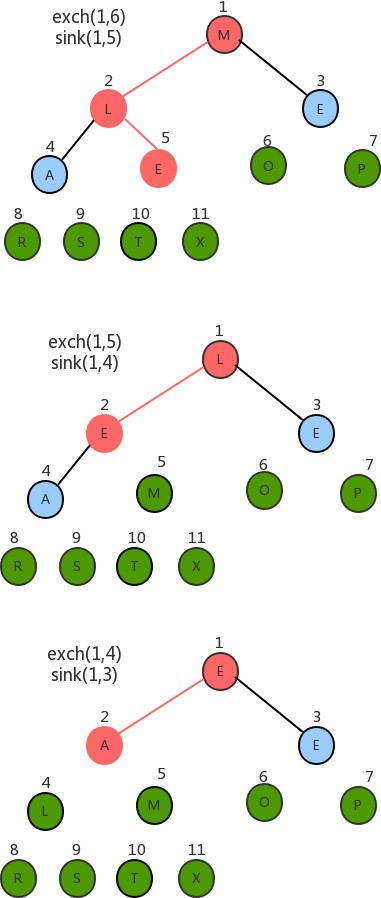 exch(1,6)
sink(1,5)
1
M
2
3
L
E
4
5
6
7
A
E
O
P
8
9
10
11
R
S
T
X
exch(1,5)
sink(1,4)
1
L
2
3
E
E
4
5
6
7
A
M
O
P
8
9
10
11
R
S
T
X
exch(1,4)
sink(1,3)
1
E
2
3
A
E
4
5
6
7
L
M
O
P
8
9
10
11
R
S
T
X